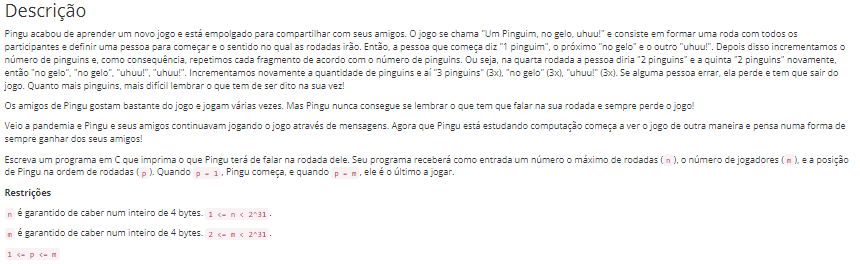 Descrição
Pingu acabou de aprender um novo jogo e está empolgado para compartilhar com seus amigos. O jogo se chama "Um Pinguim, no gelo, uhuu!" e consiste em formar uma roda com todos os
participantes e definir uma pessoa para começar e o sentido no qual as rodadas irão. Então, a pessoa que começa diz "1 pinguim", o próximo "no gelo" e o outro "uhuu!". Depois disso incrementamos o
número de pinguins e, como consequência, repetimos cada fragmento de acordo com o número de pinguins. Ou seja, na quarta rodada a pessoa diria "2 pinguins" e a quinta "2 pinguins" novamente,
então "no gelo", "no gelo", "uhuu!", "uhuu!". Incrementamos novamente a quantidade de pinguins e aí "3 pinguins" (3x), "no gelo" (3x), "uhuu!" (3x). Se alguma pessoa errar, ela perde e tem que sair do
jogo. Quanto mais pinguins, mais difícil lembrar o que tem de ser dito na sua vez!
Os amigos de Pingu gostam bastante do jogo e jogam várias vezes. Mas Pingu nunca consegue se lembrar o que tem que falar na sua rodada e sempre perde o jogo!
Veio a pandemia e Pingu e seus amigos continuavam jogando o jogo através de mensagens. Agora que Pingu está estudando computação começa a ver o jogo de outra maneira e pensa numa forma de
sempre ganhar dos seus amigos!
Escreva um programa em C que imprima o que Pingu terá de falar na rodada dele. Seu programa receberá como entrada um número o máximo de rodadas ( n ), o número de jogadores ( m ), e a posição
de Pingu na ordem de rodadas ( p ). Quando p = 1 , Pingu começa, e quando p = m , ele é o último a jogar.
Restrições
n é garantido de caber num inteiro de 4 bytes. 1 <= n < 2^31 .
m é garantido de caber num inteiro de 4 bytes. 2 <= m < 2^31 .
1 <= p <= m